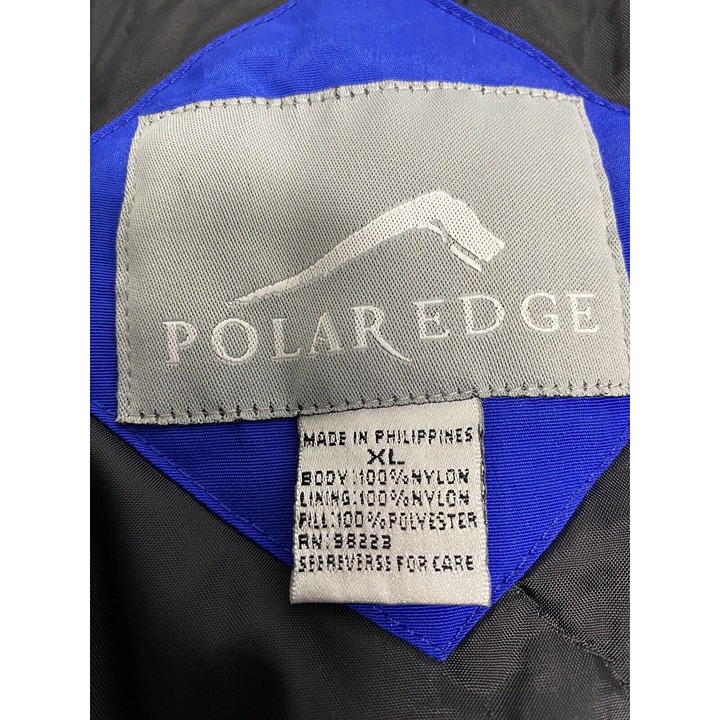 POLAR EDGE
MADE IN PHILIPPINES
XL
BODY:100%NYLON
LINING:100%NYLON
FILL:100%POLYESTER
RN:98223
SEE REVERSE FOR CARE